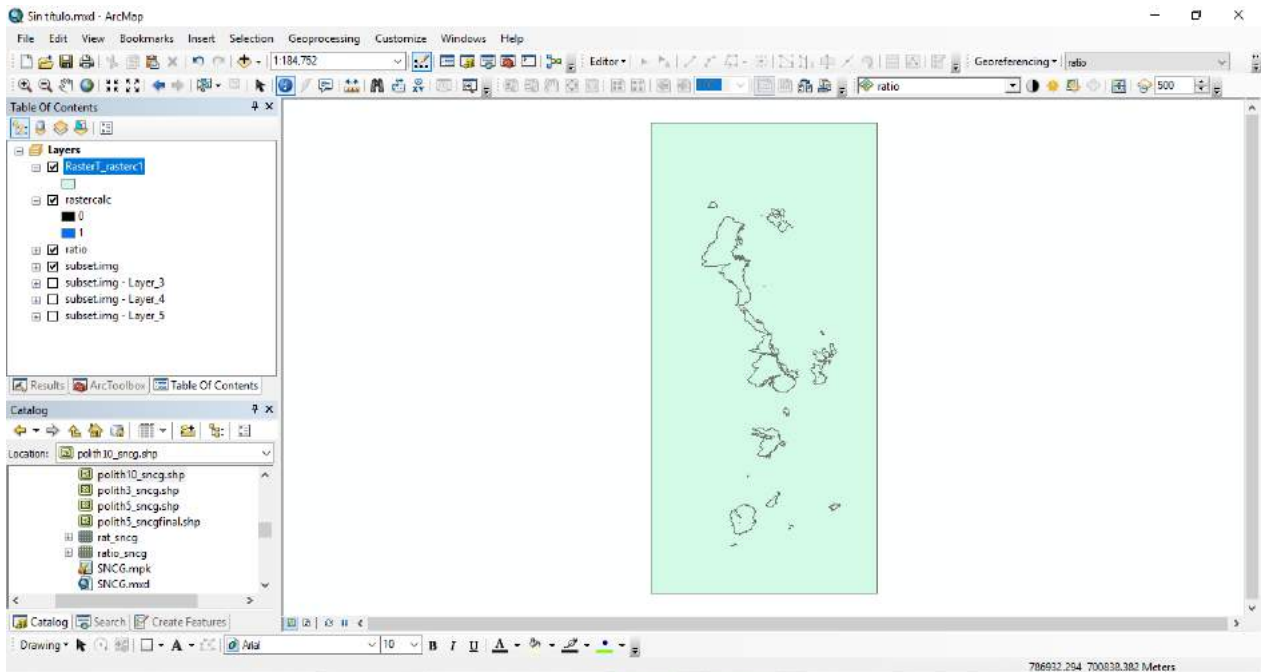 Sin título.mxd - ArcMap
File Edit View Bookmarks Insert Selection Geoprocessing Customize Windows Help
1:184.752
Editor
Georeferencing
ratio
ratio
500
Table Of Contents
Layers
RasterT_rasterc1
rastercalc
0
1
ratio
subset.img
subset.img - Layer_3
subset.img - Layer_4
subset.img - Layer_5
Results ArcToolbox Table Of Contents
Catalog
Location: polith10_sncg.shp
polith10_sncg.shp
polith3_sncg.shp
polith5_sncg.shp
polith5_sncgfinal.shp
rat_sncg
ratio_sncg
SNCG.mpk
SNCG.mxd
Catalog Search Create Features
Drawing A Arial 10 B I U A
786932.294 700838.382 Meters